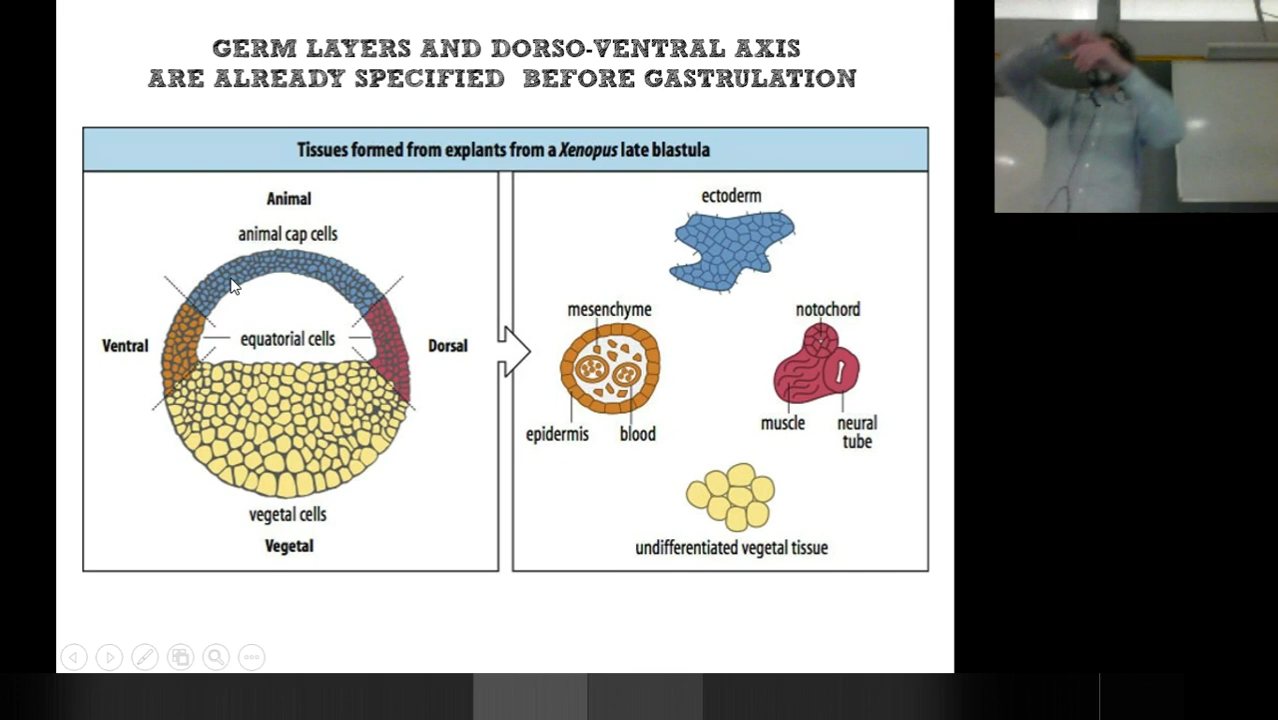 GERM LAYERS AND DORSO-VENTRAL AXIS
ARE ALREADY SPECIFIED BEFORE GASTRULATION
Tissues formed from explants from a Xenopus late blastula
Animal
animal cap cells
Ventral
equatorial cells
Dorsal
vegetal cells
Vegetal
ectoderm
mesenchyme
notochord
epidermis
blood
muscle
neural
tube
undifferentiated vegetal tissue